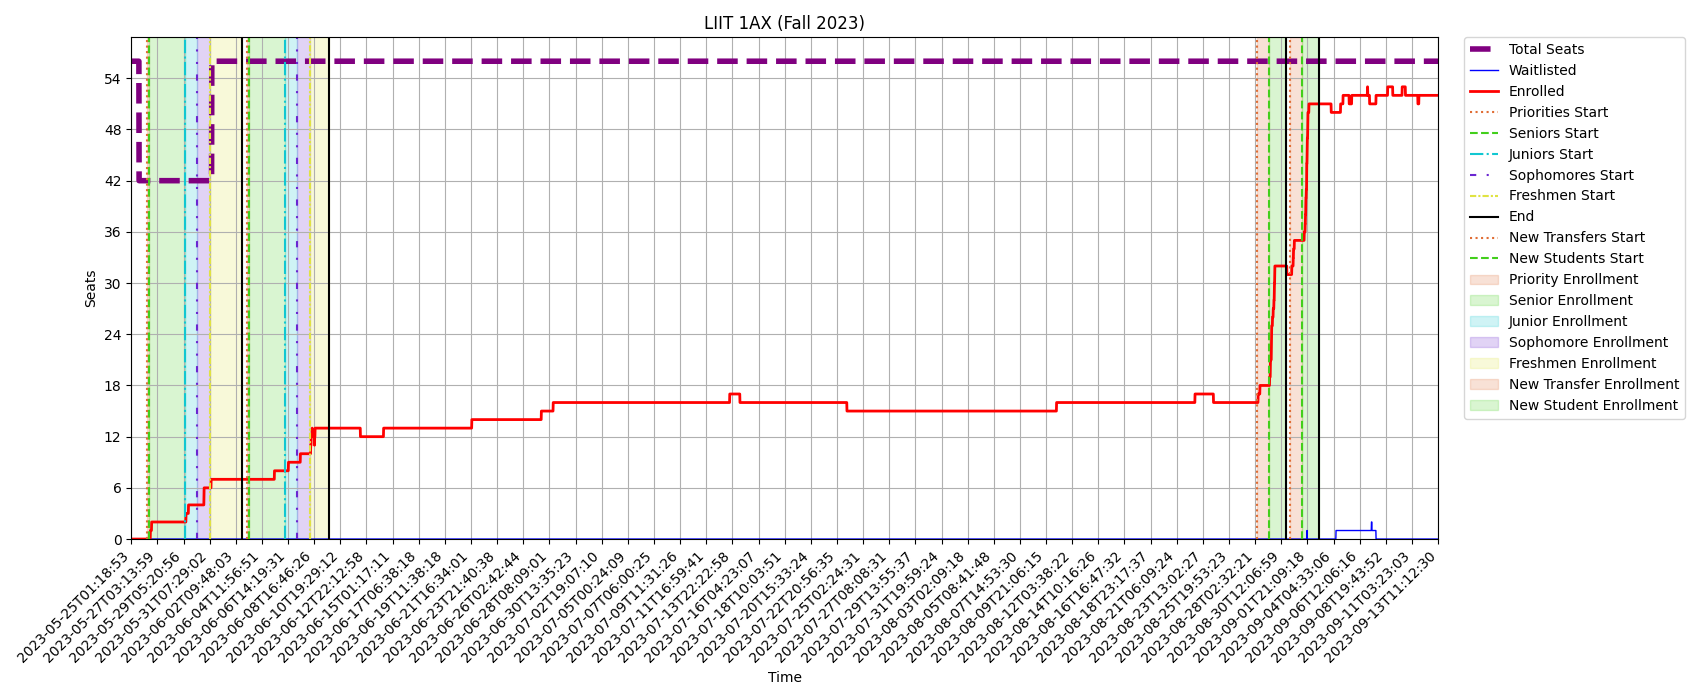 LIIT 1AX (Fall 2023)
Seats
54
48
42
36
30
24
18
12
6
0
2023-05-25T01:18:53
2023-05-27T03:13:59
2023-05-29T05:20:56
2023-05-31T07:29:02
2023-06-02T09:48:03
2023-06-04T11:56:51
2023-06-06T14:19:31
2023-06-08T16:46:26
2023-06-10T19:29:12
2023-06-12T22:12:58
2023-06-15T01:17:11
2023-06-17T06:38:18
2023-06-19T11:38:18
2023-06-21T16:34:01
2023-06-23T21:40:38
2023-06-26T02:42:44
2023-06-28T08:09:01
2023-06-30T13:35:23
2023-07-02T19:07:10
2023-07-05T00:24:09
2023-07-07T06:00:25
2023-07-09T11:31:26
2023-07-11T16:59:41
2023-07-13T22:22:58
2023-07-16T04:23:07
2023-07-18T10:03:51
2023-07-20T15:33:24
2023-07-22T20:56:35
2023-07-25T02:24:31
2023-07-27T08:08:31
2023-07-29T13:55:37
2023-07-31T19:59:24
2023-08-03T02:09:18
2023-08-05T08:41:48
2023-08-07T14:53:30
2023-08-09T21:06:15
2023-08-12T03:38:22
2023-08-14T10:16:26
2023-08-16T16:47:32
2023-08-18T23:17:37
2023-08-21T06:09:24
2023-08-23T13:02:27
2023-08-25T19:53:23
2023-08-28T02:32:21
2023-08-30T12:06:59
2023-09-01T21:09:18
2023-09-04T04:33:06
2023-09-06T12:06:16
2023-09-08T19:43:52
2023-09-11T03:23:03
2023-09-13T11:12:30
Time
Total Seats
Waitlisted
Enrolled
Priorities Start
Seniors Start
Juniors Start
Sophomores Start
Freshmen Start
End
New Transfers Start
New Students Start
Priority Enrollment
Senior Enrollment
Junior Enrollment
Sophomore Enrollment
Freshmen Enrollment
New Transfer Enrollment
New Student Enrollment